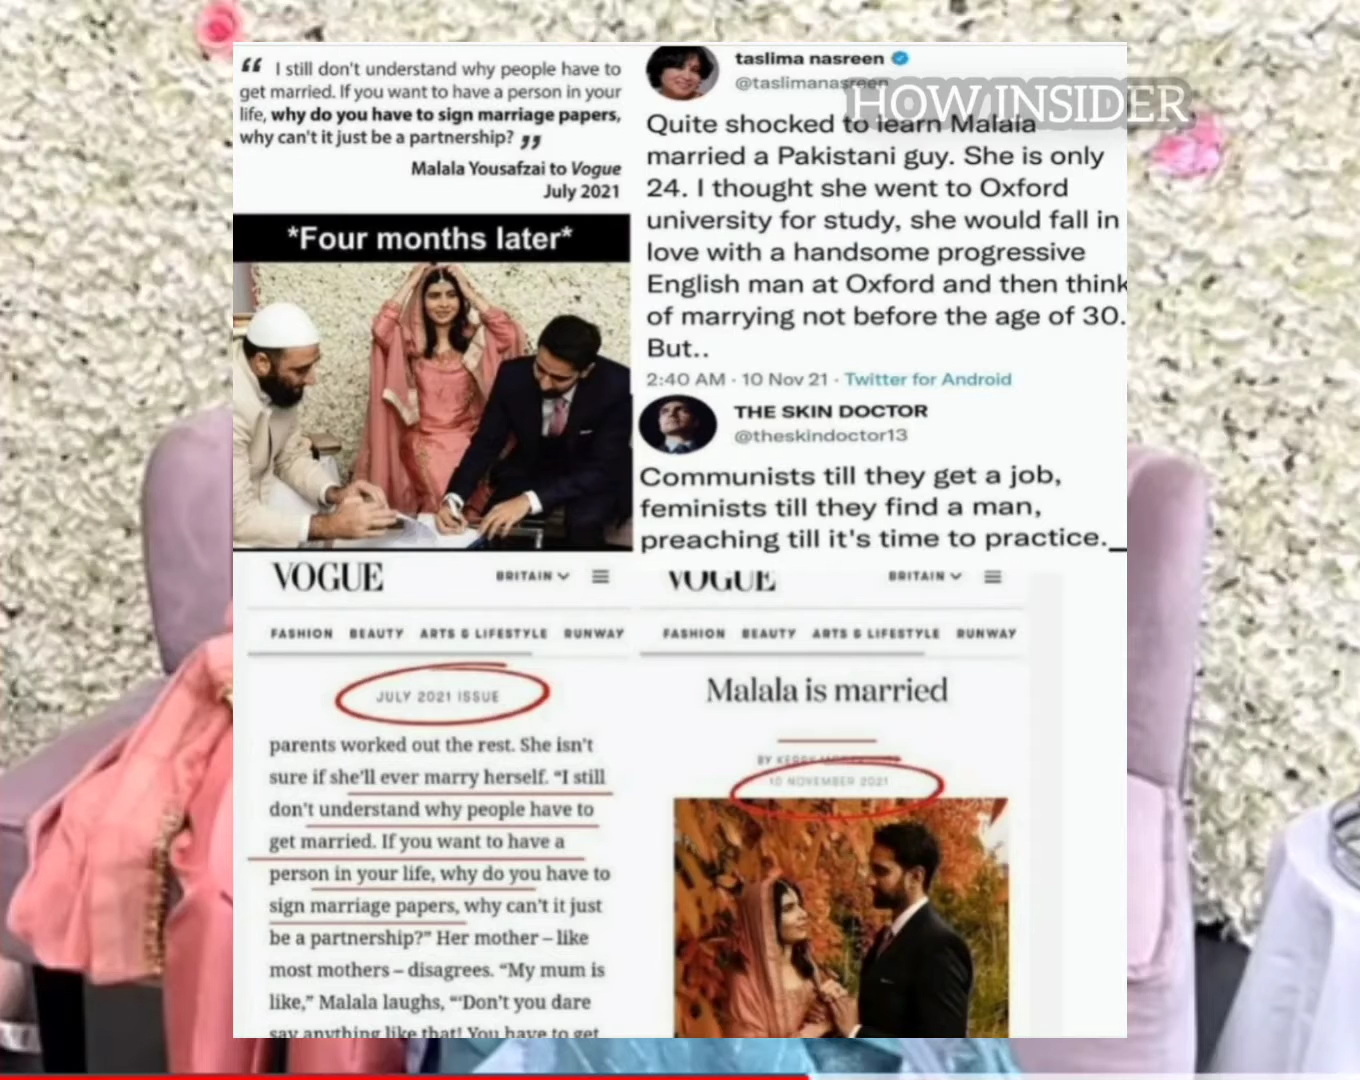 “ I still don't understand why people have to
get married. If you want to have a person in your
life, why do you have to sign marriage papers,
why can't it just be a partnership? ”
Malala Yousafzai to Vogue
July 2021
*Four months later*
taslima nasreen
@taslimanasreen
HOW INSIDER
Quite shocked to learn Malala
married a Pakistani guy. She is only
24. I thought she went to Oxford
university for study, she would fall in
love with a handsome progressive
English man at Oxford and then think
of marrying not before the age of 30.
But..
2:40 AM · 10 Nov 21 · Twitter for Android
THE SKIN DOCTOR
@theskindoctor13
Communists till they get a job,
feminists till they find a man,
preaching till it's time to practice._
VOGUE
BRITAIN
FASHION BEAUTY ARTS & LIFESTYLE RUNWAY
JULY 2021 ISSUE
parents worked out the rest. She isn't
sure if she'll ever marry herself. “I still
don't understand why people have to
get married. If you want to have a
person in your life, why do you have to
sign marriage papers, why can't it just
be a partnership?” Her mother – like
most mothers – disagrees. “My mum is
like,” Malala laughs, “‘Don't you dare
say anything like that! You have to get
VOGUE
BRITAIN
FASHION BEAUTY ARTS & LIFESTYLE RUNWAY
Malala is married
BY
10 NOVEMBER 2021